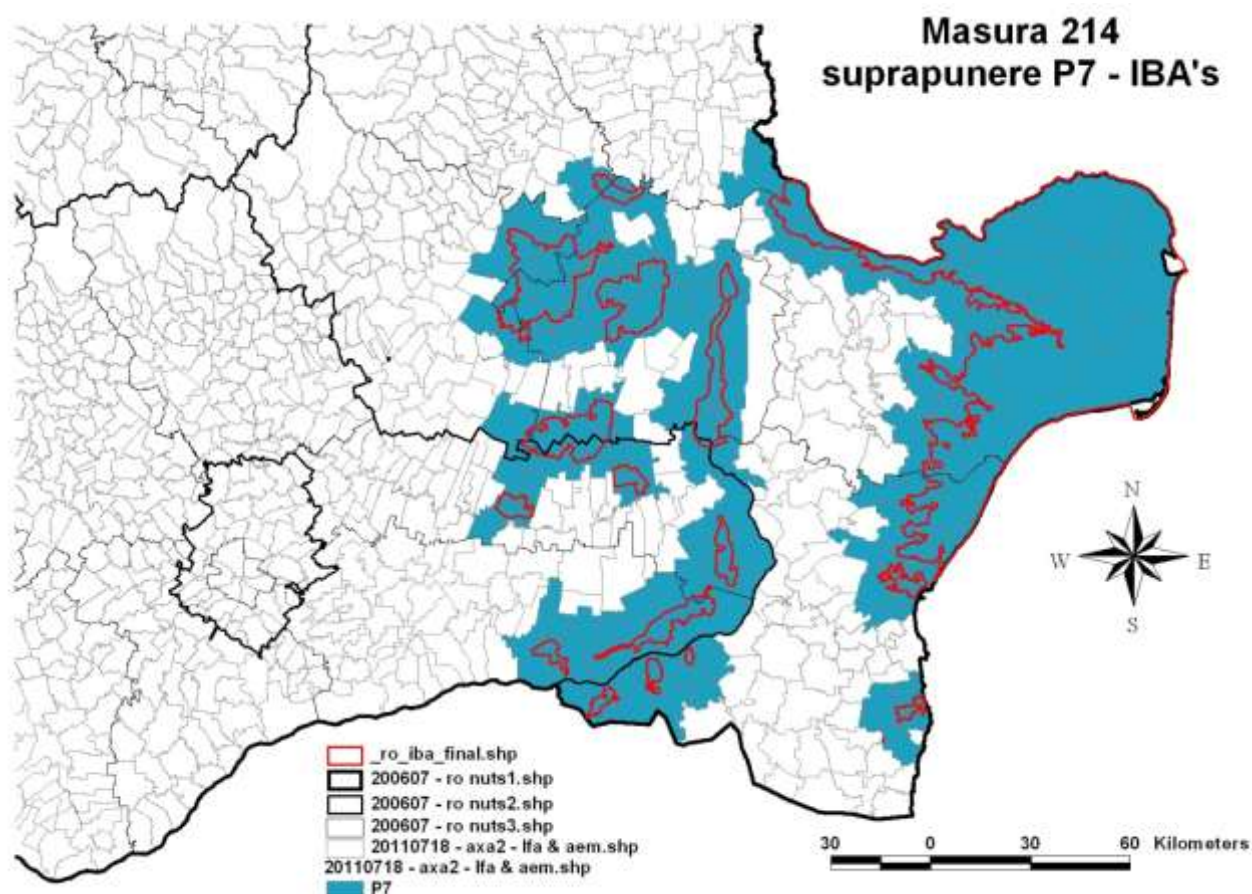 Masura 214
suprapunere P7 - IBA's
N
W E
S
_ro_iba_final.shp
200607 - ro nuts1.shp
200607 - ro nuts2.shp
200607 - ro nuts3.shp
20110718 - axa2 - lfa & aem.shp
20110718 - axa2 - lfa & aem.shp
P7
30 0 30 60 Kilometers